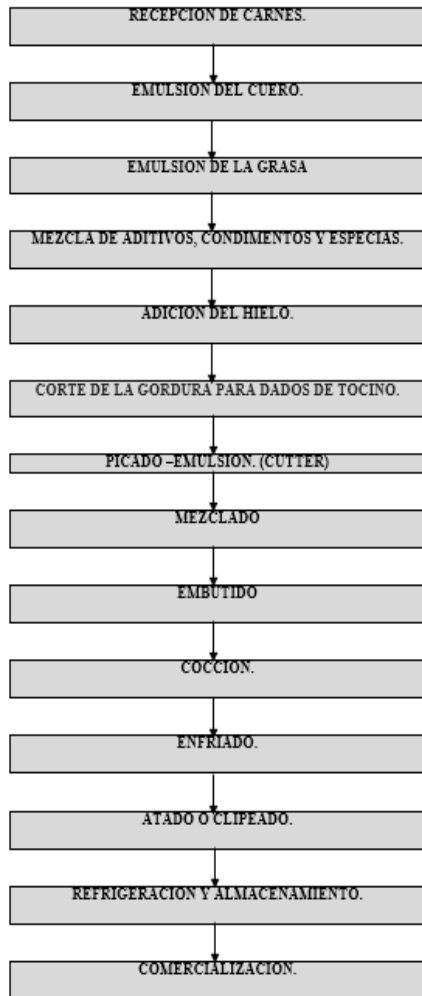 RECEPCION DE CARNES.
EMULSION DEL CUERO.
EMULSION DE LA GRASA
MEZCLA DE ADITIVOS, CONDIMENTOS Y ESPECIAS.
ADICION DEL HIELO.
CORTE DE LA GORDURA PARA DADOS DE TOCINO.
PICADO –EMULSION. (CUTTER)
MEZCLADO
EMBUTIDO
COCCION.
ENFRIADO.
ATADO O CLIPEADO.
REFRIGERACION Y ALMACENAMIENTO.
COMERCIALIZACION.